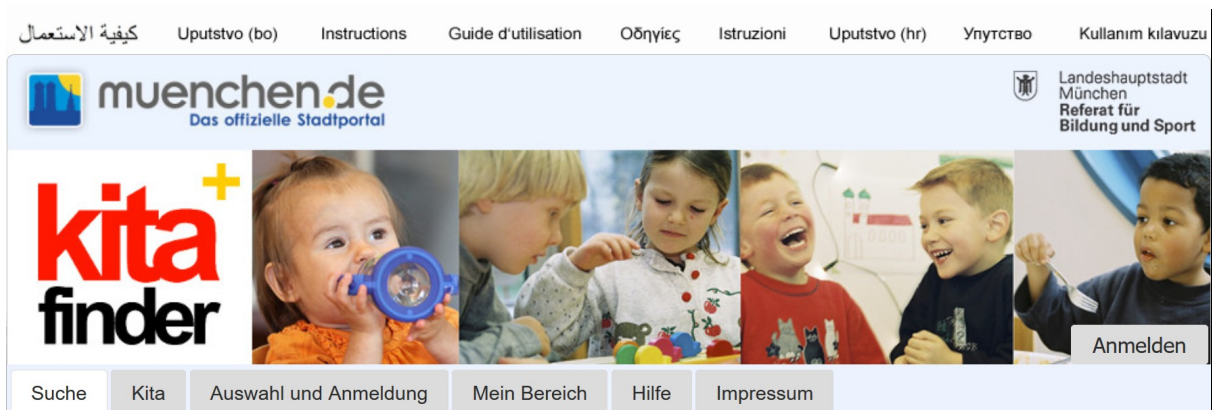 كيفية الاستعمال Uputstvo (bo) Instructions Guide d'utilisation Οδηγίες Istruzioni Uputstvo (hr) Упутство Kullanım kılavuzu
muenchen.de
Das offizielle Stadtportal
Landeshauptstadt
München
Referat für
Bildung und Sport
kita+
finder
Anmelden
Suche Kita Auswahl und Anmeldung Mein Bereich Hilfe Impressum